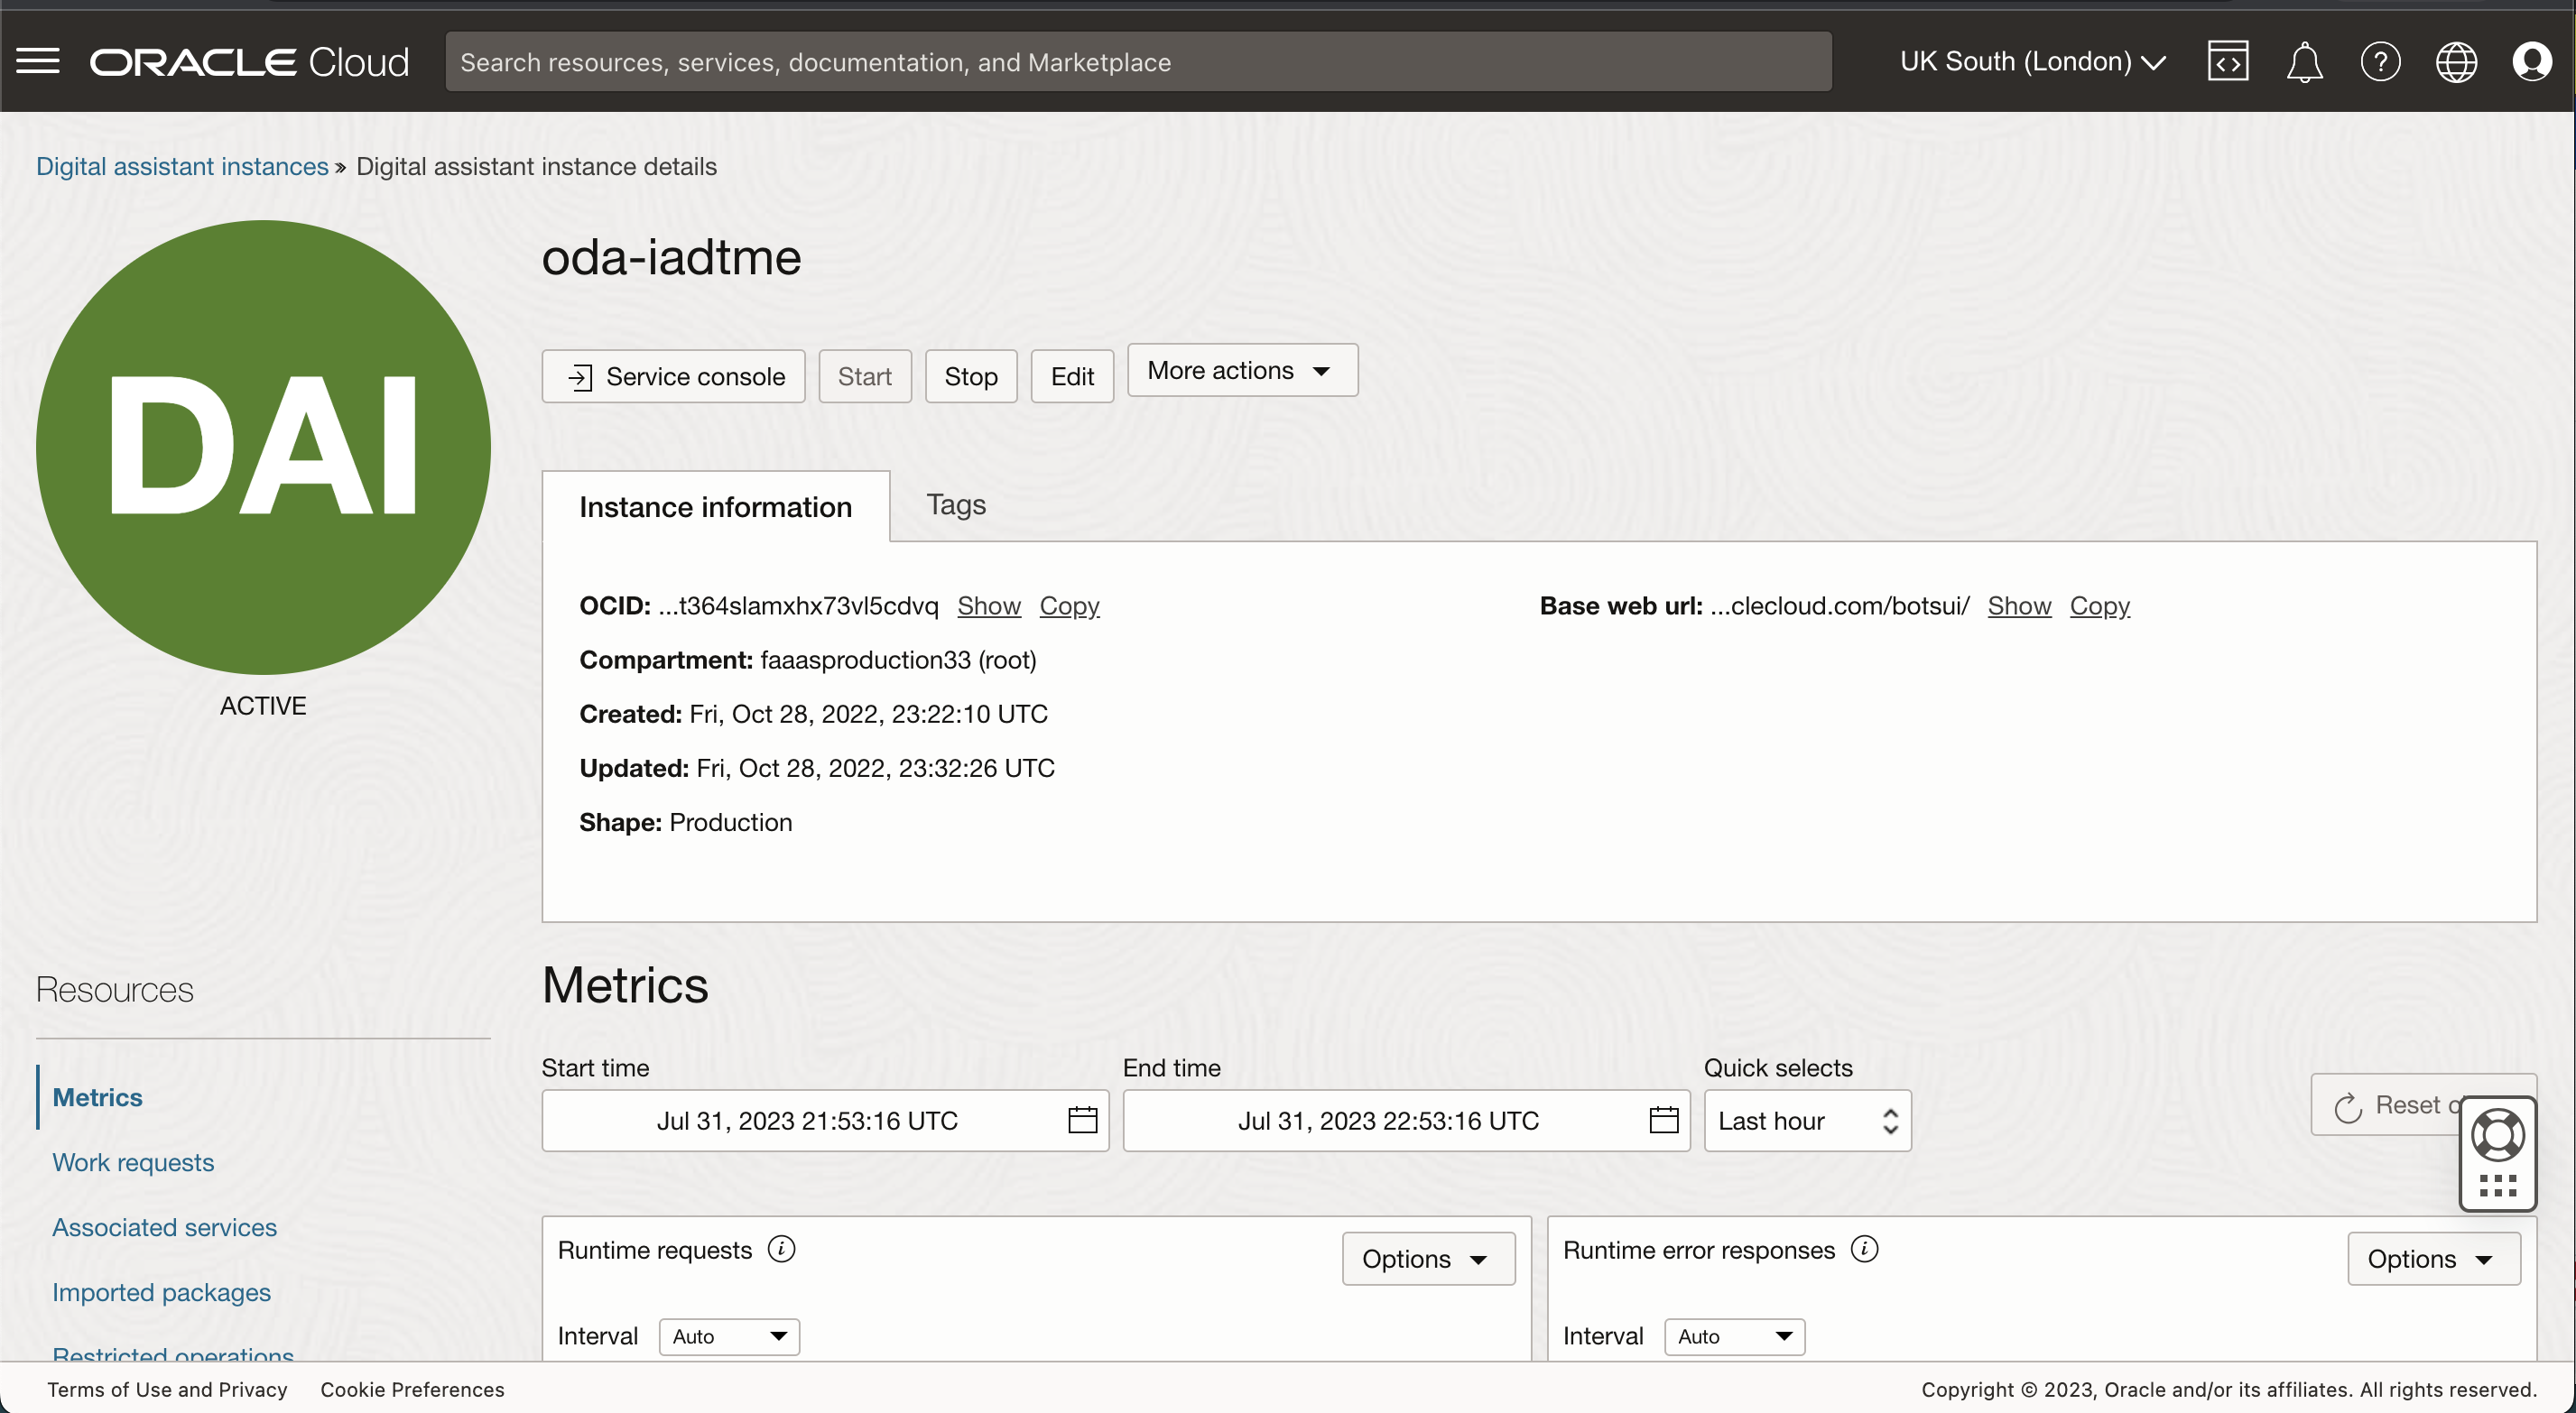 ORACLE Cloud
Search resources, services, documentation, and Marketplace
UK South (London)
Digital assistant instances » Digital assistant instance details
DAI
ACTIVE
oda-iadtme
Service console
Start
Stop
Edit
More actions
Instance information
Tags
OCID: ...t364slamxhx73vl5cdvq Show Copy
Compartment: faaasproduction33 (root)
Created: Fri, Oct 28, 2022, 23:22:10 UTC
Updated: Fri, Oct 28, 2022, 23:32:26 UTC
Shape: Production
Base web url: ...clecloud.com/botsui/ Show Copy
Resources
Metrics
Work requests
Associated services
Imported packages
Restricted operations
Metrics
Start time
Jul 31, 2023 21:53:16 UTC
End time
Jul 31, 2023 22:53:16 UTC
Quick selects
Last hour
Reset
Runtime requests
Options
Interval Auto
Runtime error responses
Options
Interval Auto
Terms of Use and Privacy
Cookie Preferences
Copyright © 2023, Oracle and/or its affiliates. All rights reserved.